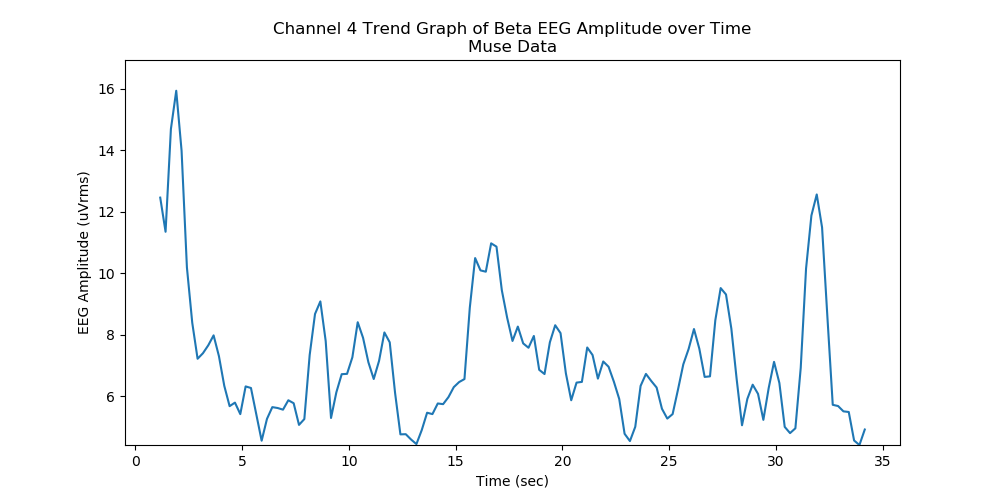 Channel 4 Trend Graph of Beta EEG Amplitude over Time
Muse Data
EEG Amplitude (uVrms)
16
14
12
10
8
6
0 5 10 15 20 25 30 35
Time (sec)